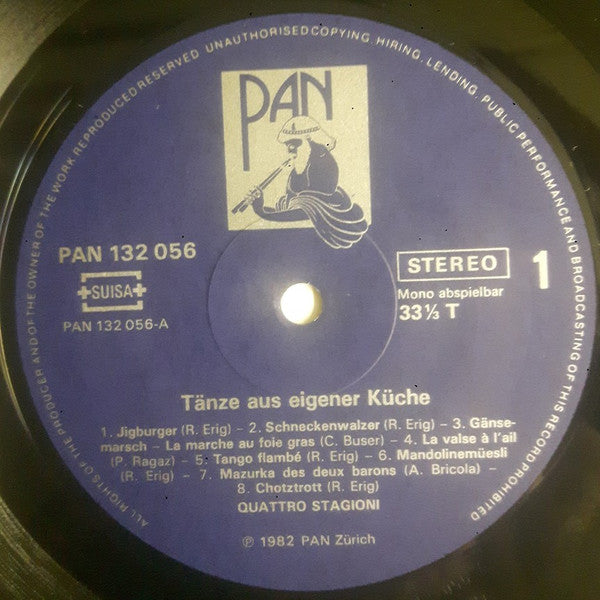 ALL RIGHTS OF THE PRODUCER AND OF THE OWNER OF THE WORK REPRODUCED RESERVED. UNAUTHORISED COPYING. HIRING. LENDING. PUBLIC PERFORMANCE AND BROADCASTING OF THIS RECORD PROHIBITED
PAN
PAN 132 056
SUISA
PAN 132 056-A
STEREO
1
Mono abspielbar
33⅓ T
Tänze aus eigener Küche
1. Jigburger (R. Erig) – 2. Schneckenwalzer (R. Erig) – 3. Gänse-
marsch – La marche au foie gras (C. Buser) – 4. La valse à l'ail
(P. Ragaz) – 5. Tango flambé (R. Erig) – 6. Mandolinemüesli
(R. Erig) – 7. Mazurka des deux barons (A. Bricola) –
8. Chotztrott (R. Erig)
QUATTRO STAGIONI
℗ 1982 PAN Zürich